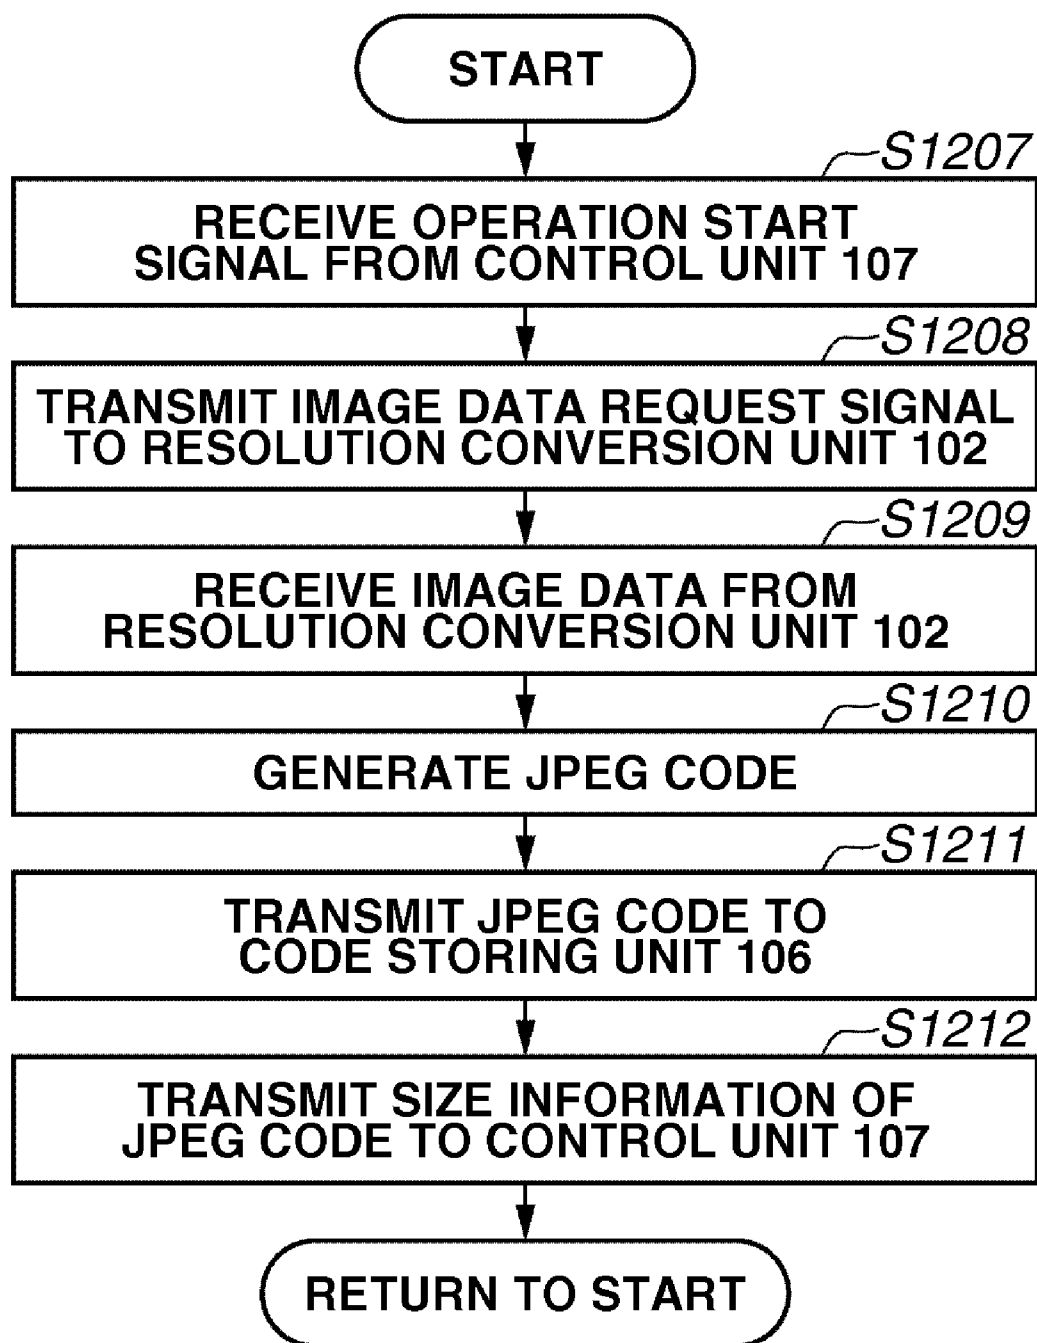 START
S1207
RECEIVE OPERATION START
SIGNAL FROM CONTROL UNIT 107
S1208
TRANSMIT IMAGE DATA REQUEST SIGNAL
TO RESOLUTION CONVERSION UNIT 102
S1209
RECEIVE IMAGE DATA FROM
RESOLUTION CONVERSION UNIT 102
S1210
GENERATE JPEG CODE
S1211
TRANSMIT JPEG CODE TO
CODE STORING UNIT 106
S1212
TRANSMIT SIZE INFORMATION OF
JPEG CODE TO CONTROL UNIT 107
RETURN TO START